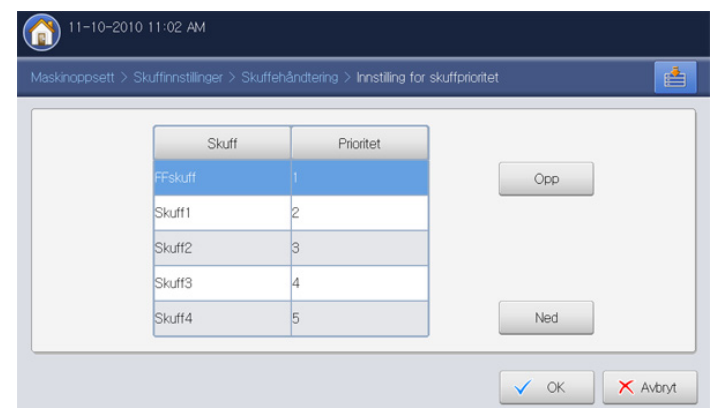 11-10-2010 11:02 AM
Maskinoppsett > Skuffinnstillinger > Skuffehåndtering > Innstilling for skuffprioritet
Skuff Prioritet
FFskuff 1
Opp
Skuff1 2
Skuff2 3
Skuff3 4
Skuff4 5
Ned
OK Avbryt